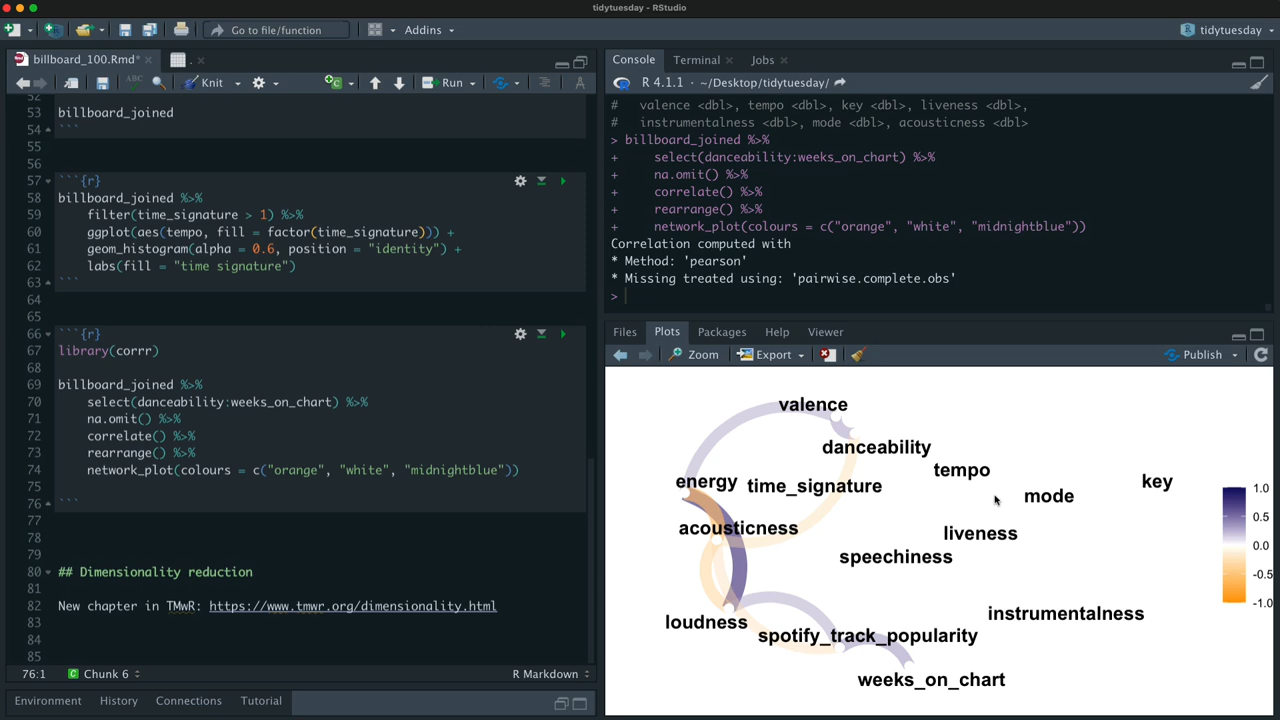 tidytuesday - RStudio
Go to file/function
Addins
tidytuesday
billboard_100.Rmd*
.
ABC
Knit
Run
52
53 billboard_joined
54 ```
55
56
57 ```{r}
58 billboard_joined %>%
59 filter(time_signature > 1) %>%
60 ggplot(aes(tempo, fill = factor(time_signature))) +
61 geom_histogram(alpha = 0.6, position = "identity") +
62 labs(fill = "time signature")
63 ```
64
65
66 ```{r}
67 library(corrr)
68
69 billboard_joined %>%
70 select(danceability:weeks_on_chart) %>%
71 na.omit() %>%
72 correlate() %>%
73 rearrange() %>%
74 network_plot(colours = c("orange", "white", "midnightblue"))
75
76 ```
77
78
79
80 ## Dimensionality reduction
81
82 New chapter in TMwR: https://www.tmwr.org/dimensionality.html
83
84
85
76:1 Chunk 6 R Markdown
Environment History Connections Tutorial
Console Terminal Jobs
R 4.1.1 · ~/Desktop/tidytuesday/
# valence <dbl>, tempo <dbl>, key <dbl>, liveness <dbl>,
# instrumentalness <dbl>, mode <dbl>, acousticness <dbl>
> billboard_joined %>%
+ select(danceability:weeks_on_chart) %>%
+ na.omit() %>%
+ correlate() %>%
+ rearrange() %>%
+ network_plot(colours = c("orange", "white", "midnightblue"))
Correlation computed with
* Method: 'pearson'
* Missing treated using: 'pairwise.complete.obs'
>
Files Plots Packages Help Viewer
Zoom Export Publish
valence
danceability
tempo
energy time_signature key
mode
acousticness
liveness
speechiness
instrumentalness
loudness
spotify_track_popularity
weeks_on_chart
1.0
0.5
0.0
-0.5
-1.0